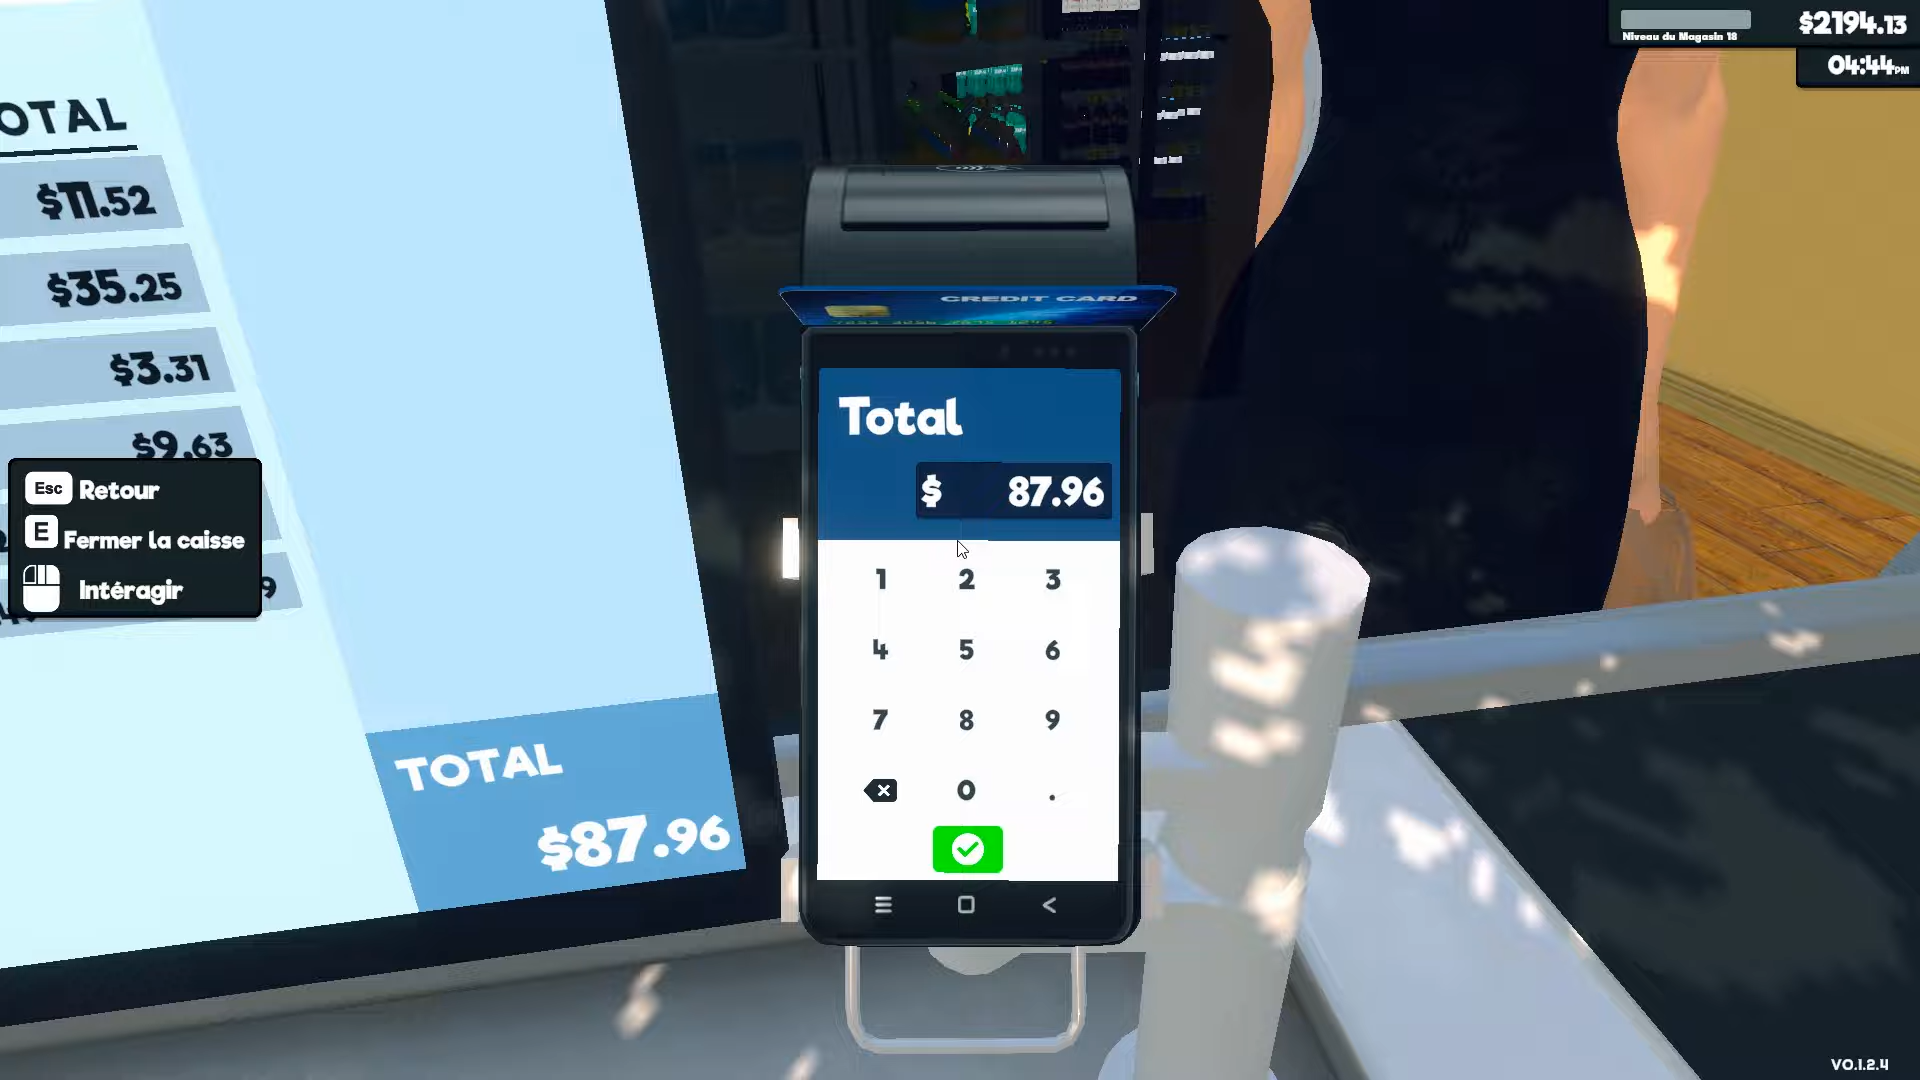 Niveau du Magasin 18
$2194.13
04:44PM
OTAL
$11.52
$35.25
$3.31
$9.63
9
Esc Retour
E Fermer la caisse
Intéragir
TOTAL
$87.96
CREDIT CARD
Total
$ 87.96
1 2 3
4 5 6
7 8 9
0 .
V0.1.2.4